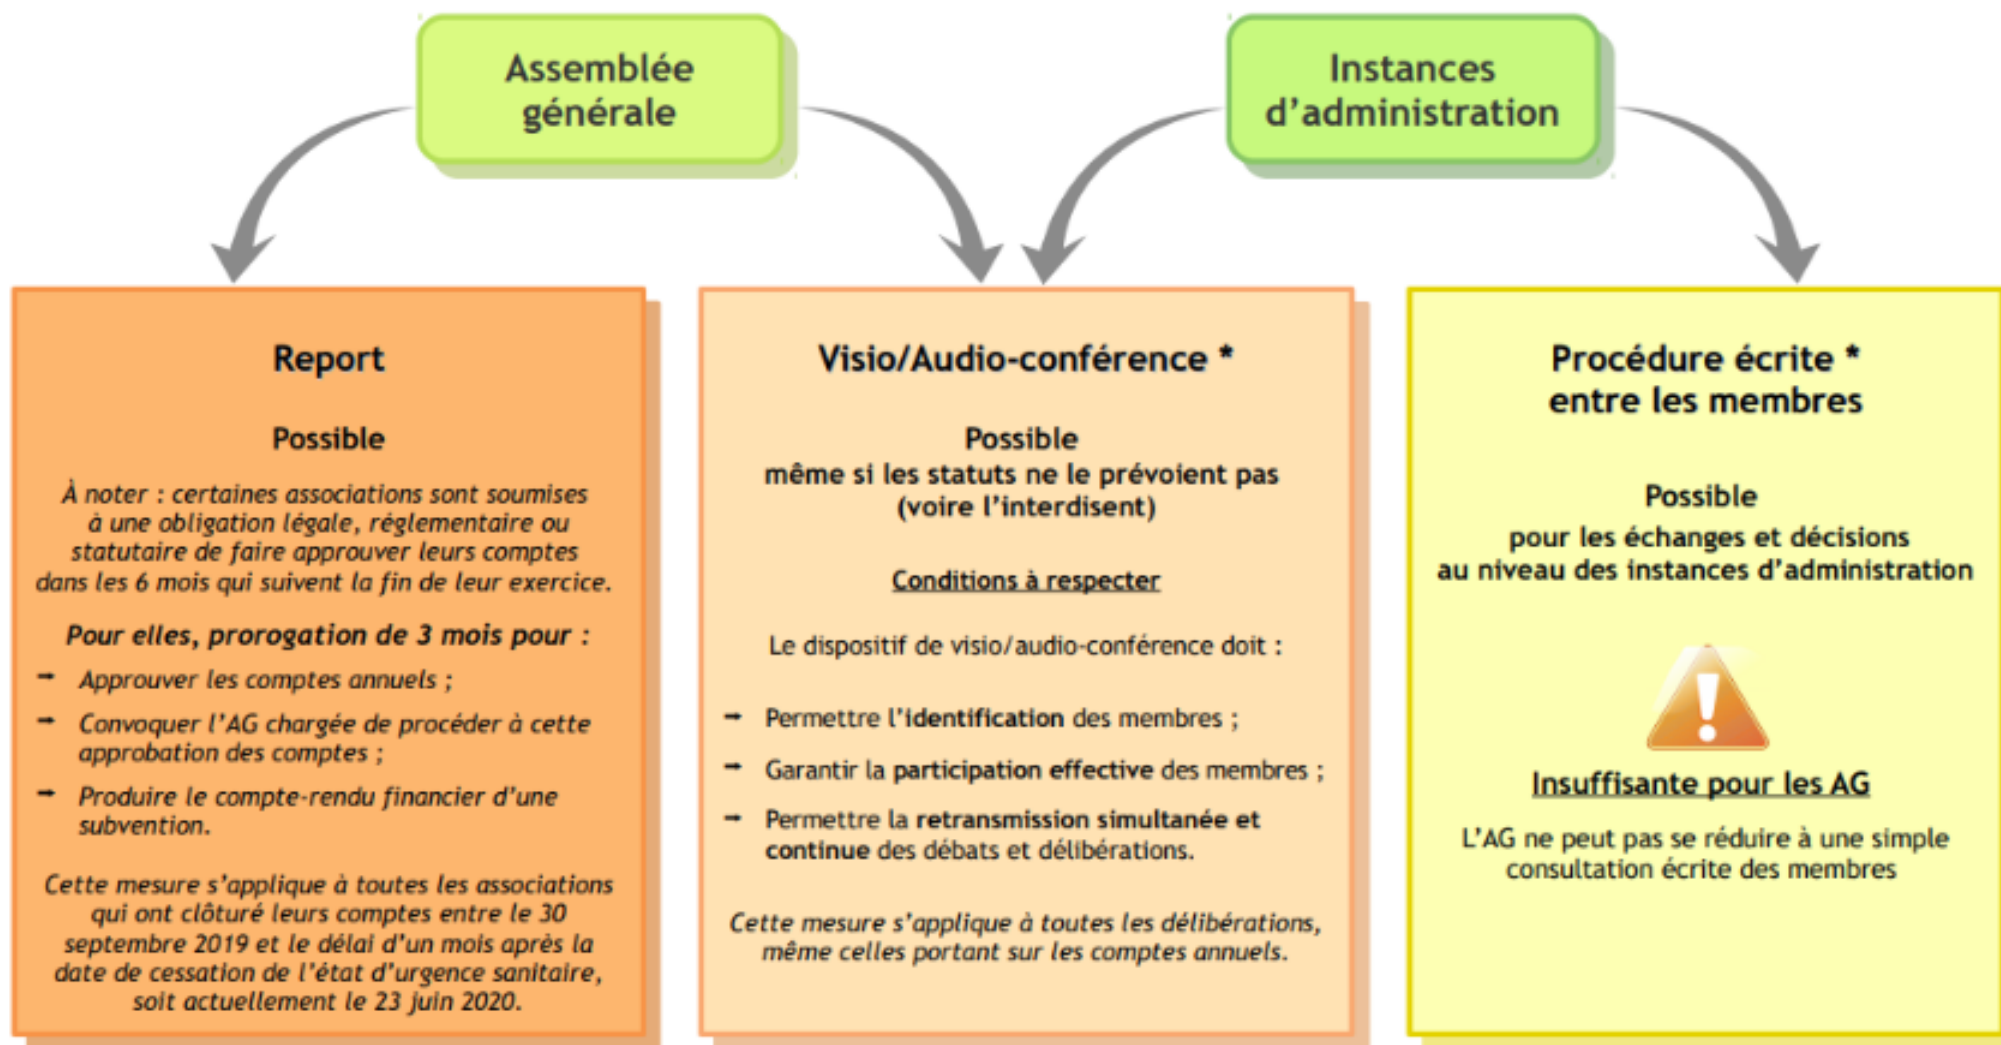 Assemblée
générale
Instances
d'administration
Report
Possible
À noter : certaines associations sont soumises
à une obligation légale, réglementaire ou
statutaire de faire approuver leurs comptes
dans les 6 mois qui suivent la fin de leur exercice.
Pour elles, prorogation de 3 mois pour :
→ Approuver les comptes annuels ;
→ Convoquer l'AG chargée de procéder à cette
approbation des comptes ;
→ Produire le compte-rendu financier d'une
subvention.
Cette mesure s'applique à toutes les associations
qui ont clôturé leurs comptes entre le 30
septembre 2019 et le délai d'un mois après la
date de cessation de l'état d'urgence sanitaire,
soit actuellement le 23 juin 2020.
Visio/Audio-conférence *
Possible
même si les statuts ne le prévoient pas
(voire l'interdisent)
Conditions à respecter
Le dispositif de visio/audio-conférence doit :
→ Permettre l'identification des membres ;
→ Garantir la participation effective des membres ;
→ Permettre la retransmission simultanée et
continue des débats et délibérations.
Cette mesure s'applique à toutes les délibérations,
même celles portant sur les comptes annuels.
Procédure écrite *
entre les membres
Possible
pour les échanges et décisions
au niveau des instances d'administration
!
Insuffisante pour les AG
L'AG ne peut pas se réduire à une simple
consultation écrite des membres